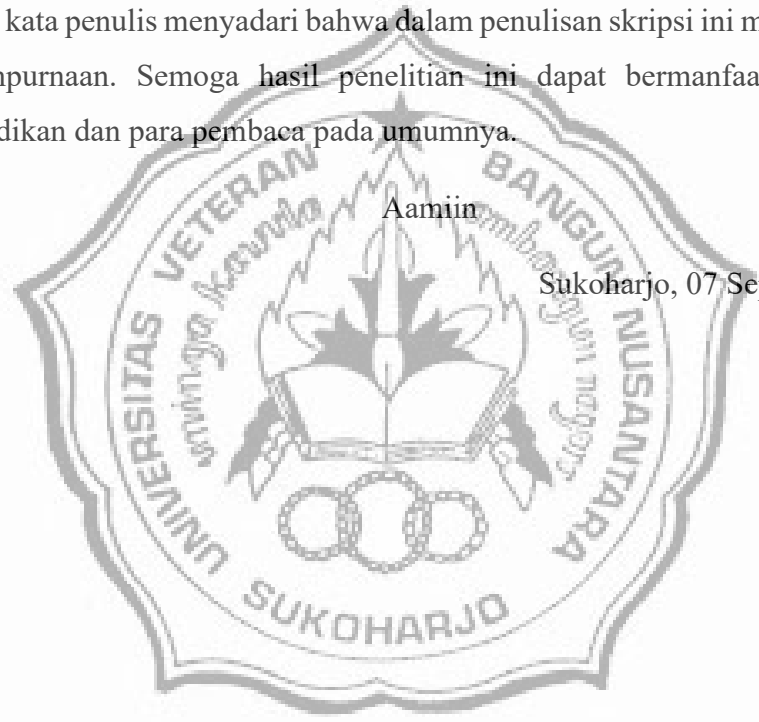 kata penulis menyadari bahwa dalam penulisan skripsi ini m
purnaan. Semoga hasil penelitian ini dapat bermanfaa
dikan dan para pembaca pada umumnya.
Aamiin
Sukoharjo, 07 Se
UNIVERSITAS VETERAN BANGUN NUSANTARA
SUKOHARJO